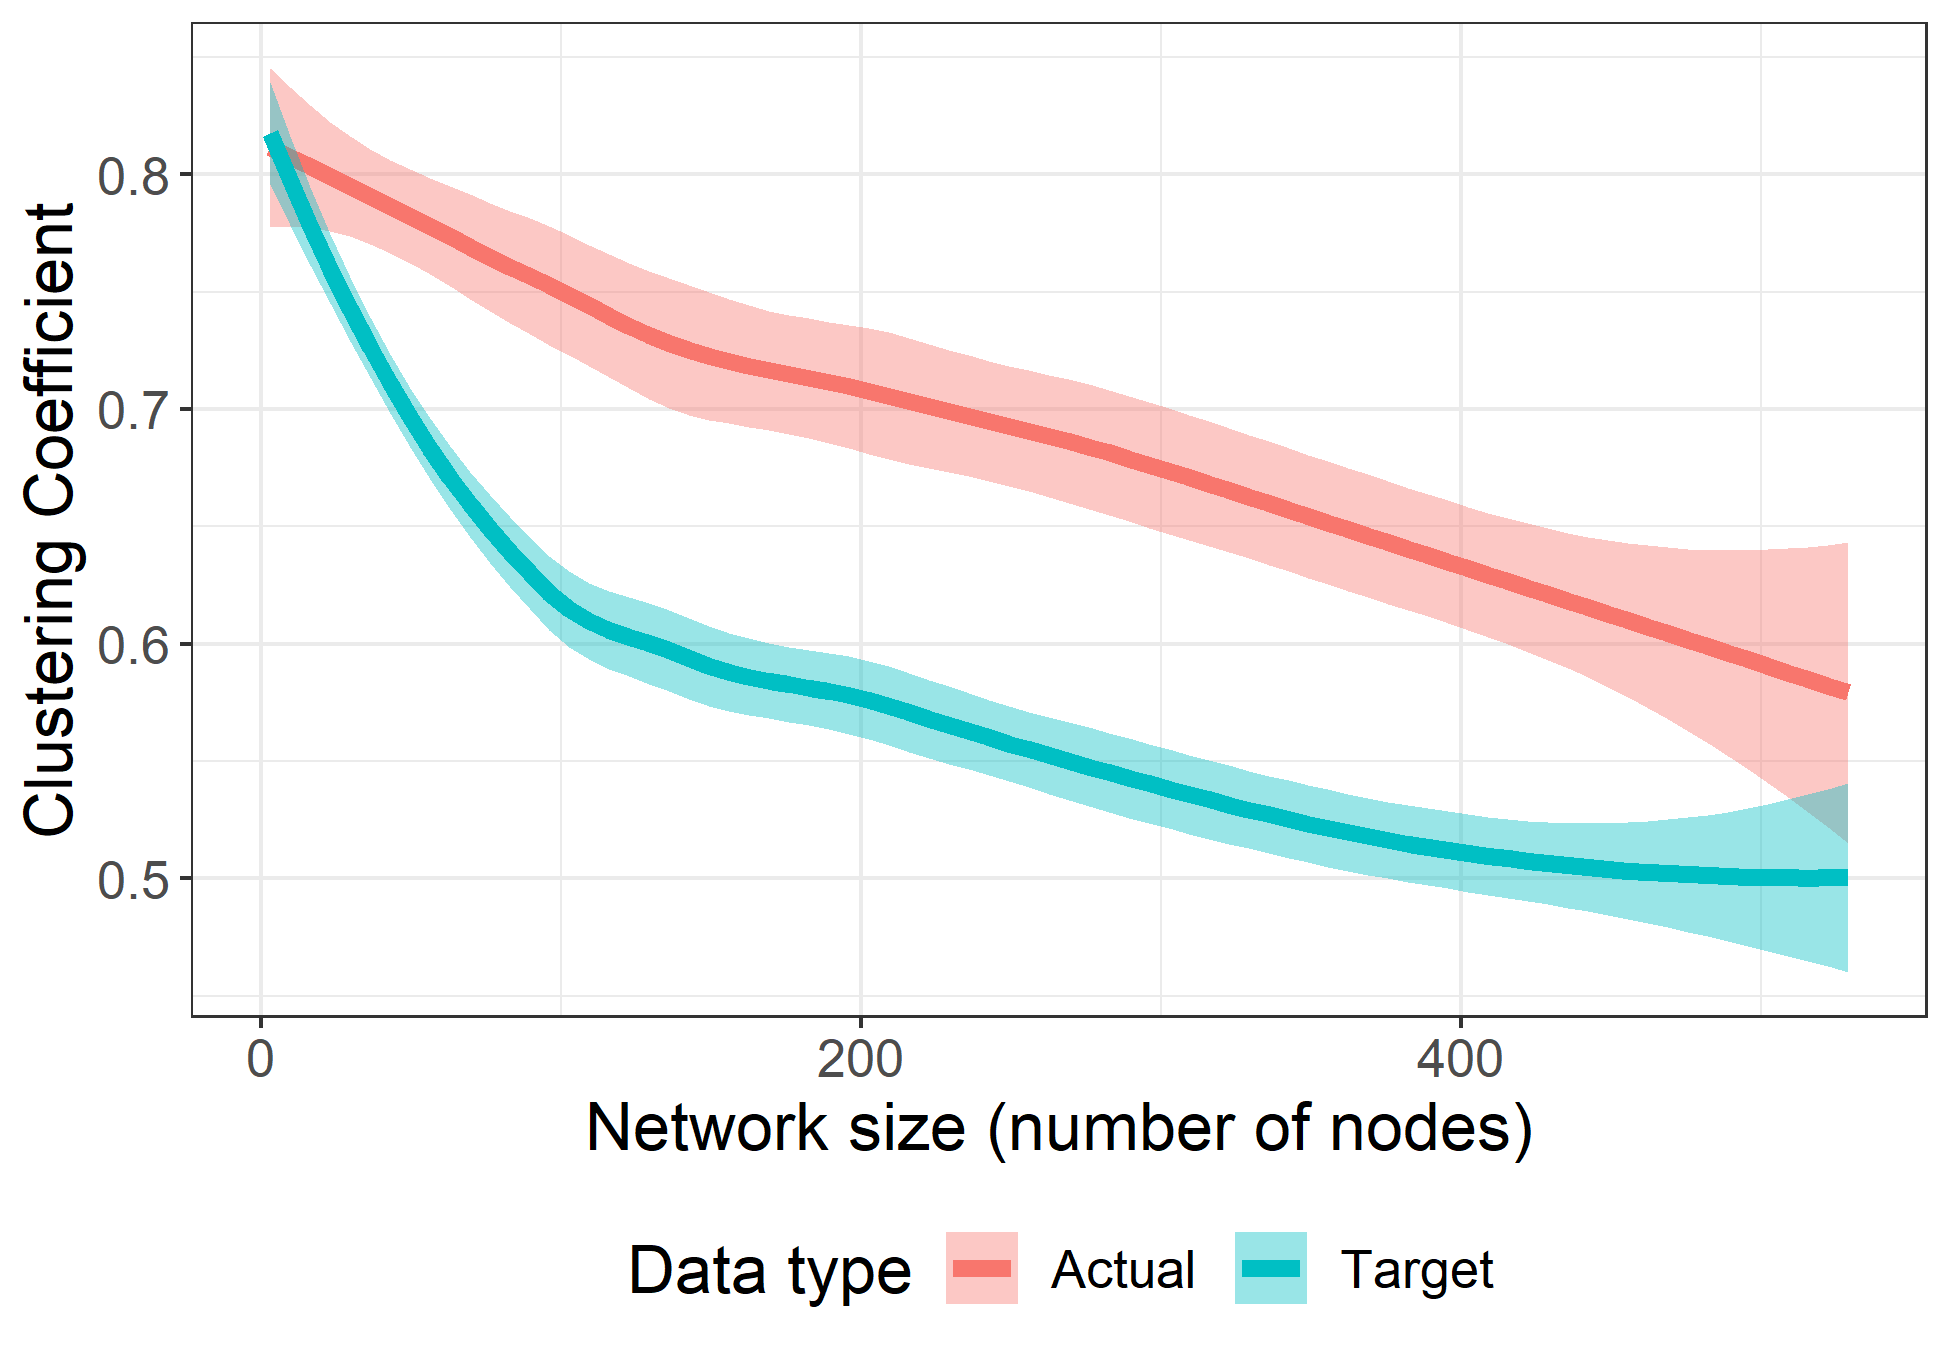 Clustering Coefficient
0.8
0.7
0.6
0.5
0
200
400
Network size (number of nodes)
Data type
Actual
Target